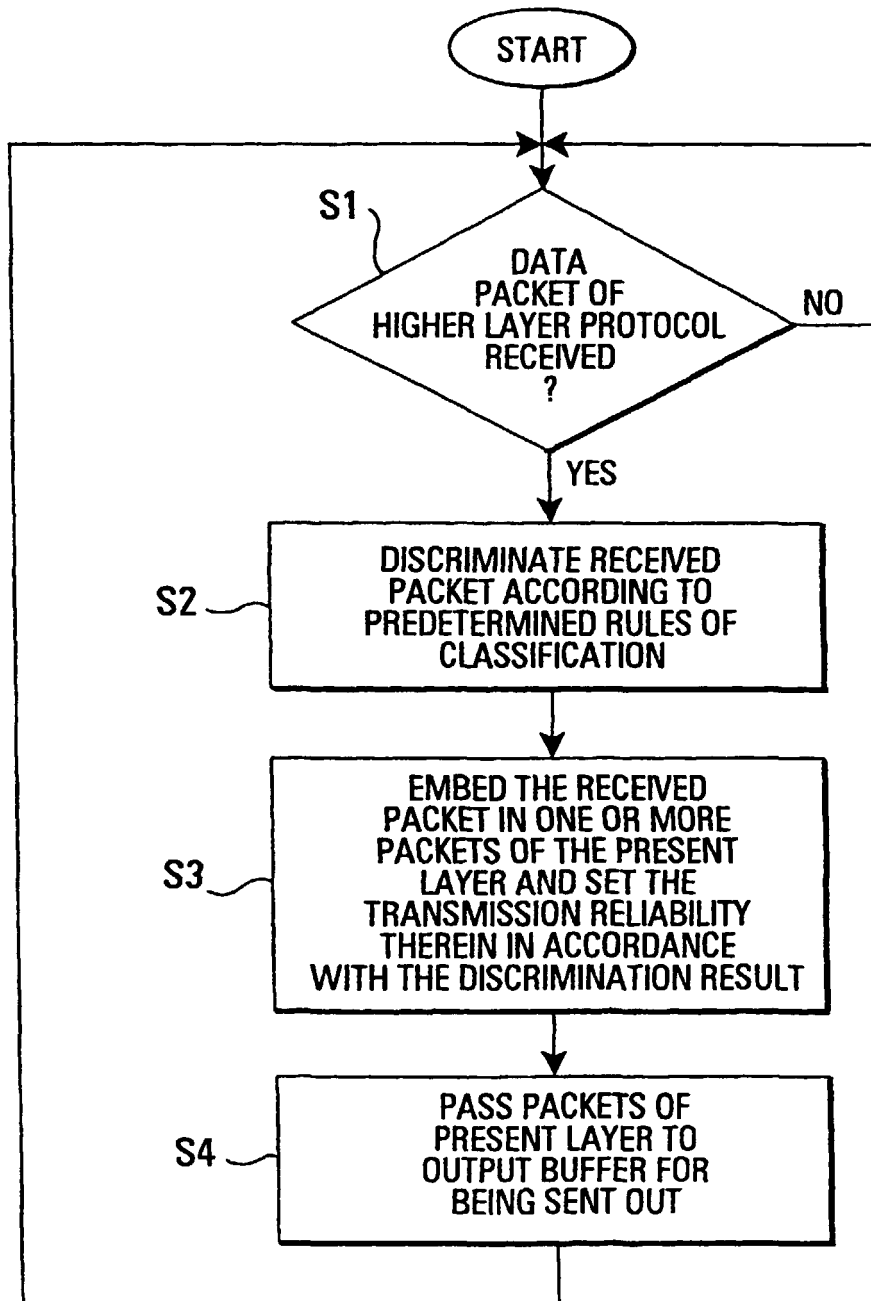 START
S1
DATA
PACKET OF
HIGHER LAYER PROTOCOL
RECEIVED
?
NO
YES
S2
DISCRIMINATE RECEIVED
PACKET ACCORDING TO
PREDETERMINED RULES OF
CLASSIFICATION
S3
EMBED THE RECEIVED
PACKET IN ONE OR MORE
PACKETS OF THE PRESENT
LAYER AND SET THE
TRANSMISSION RELIABILITY
THEREIN IN ACCORDANCE
WITH THE DISCRIMINATION RESULT
S4
PASS PACKETS OF
PRESENT LAYER TO
OUTPUT BUFFER FOR
BEING SENT OUT